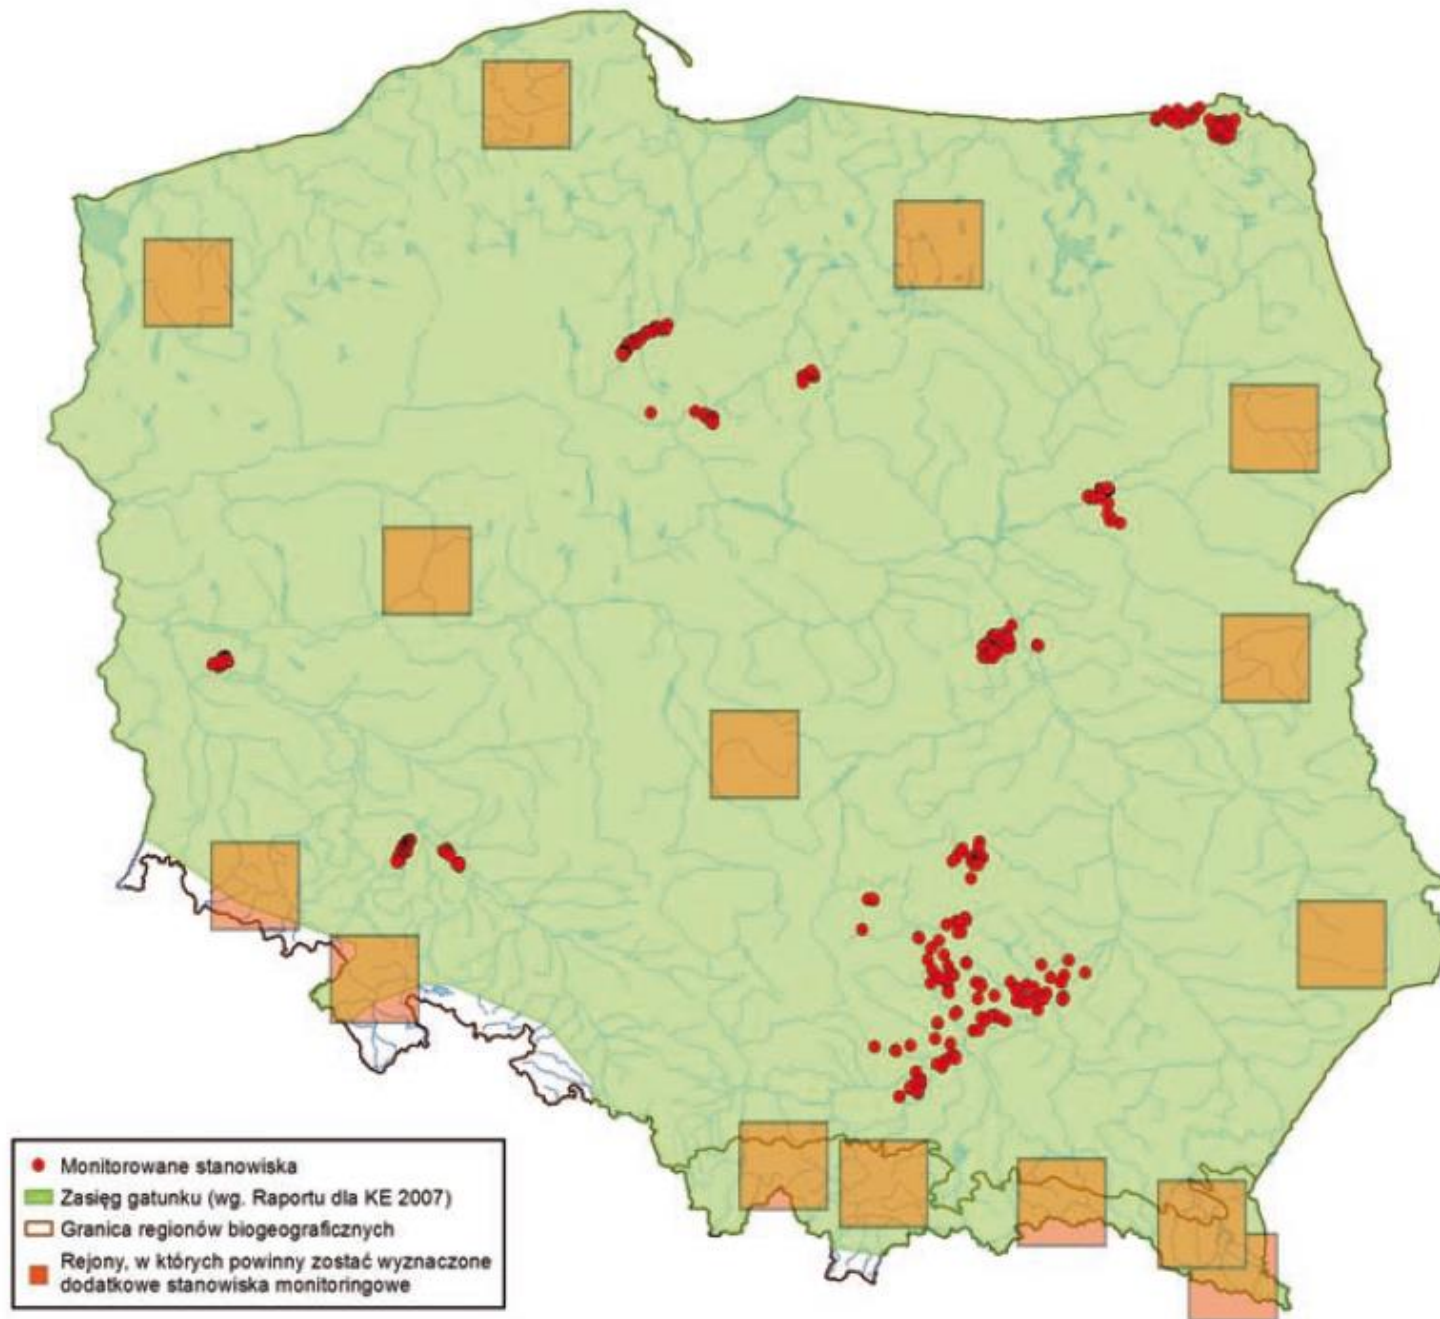 Monitorowane stanowiska
Zasięg gatunku (wg. Raportu dla KE 2007)
Granica regionów biogeograficznych
Rejony, w których powinny zostać wyznaczone
dodatkowe stanowiska monitoringowe